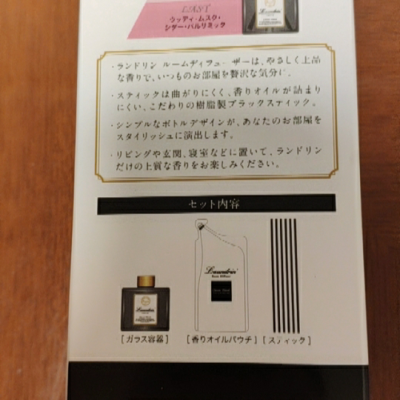 LAST
ウッディ・ムスク・
シダー・バルサミック
・ランドリン ルームディフューザーは、やさしく上品
な香りで、いつものお部屋を贅沢な気分に。
・スティックは曲がりにくく、香りオイルが詰まり
にくい、こだわりの樹脂製ブラックスティック。
・シンプルなボトルデザインが、あなたのお部屋を
スタイリッシュに演出します。
・リビングや玄関、寝室などに置いて、ランドリン
だけの上質な香りをお楽しみください。
セット内容
Laundrin'
[ ガラス容器 ]
[ 香りオイルパウチ ]
[ スティック ]